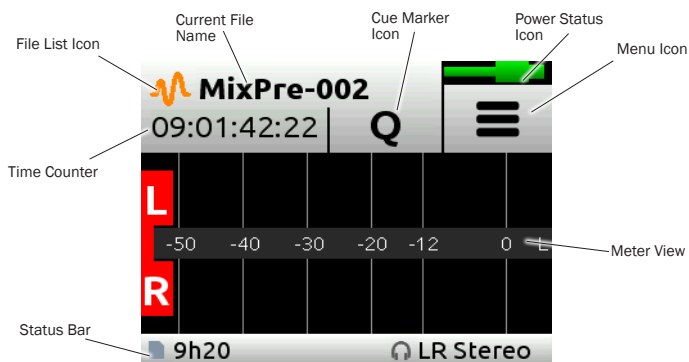 Current File
Name
Cue Marker
Icon
Power Status
Icon
File List Icon
Menu Icon
MixPre-002
09:01:42:22
Q
Time Counter
L
-50 -40 -30 -20 -12 0 L
Meter View
R
Status Bar
9h20
LR Stereo